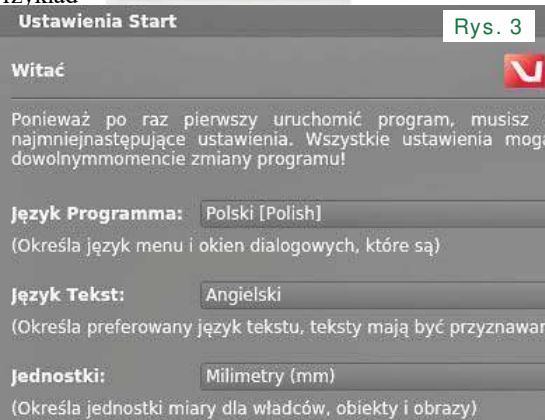 Ustawienia Start
Rys. 3
Witać
Ponieważ po raz pierwszy uruchomić program, musisz
najmniejnastępujące ustawienia. Wszystkie ustawienia mogą
dowolnymmomencie zmiany programu!
Język Programma: Polski [Polish]
(Określa język menu i okien dialogowych, które są)
Język Tekst: Angielski
(Określa preferowany język tekstu, teksty mają być
Jednostki: Milimetry (mm)
(Określa jednostki miary dla władców, obiekty i obrazy)